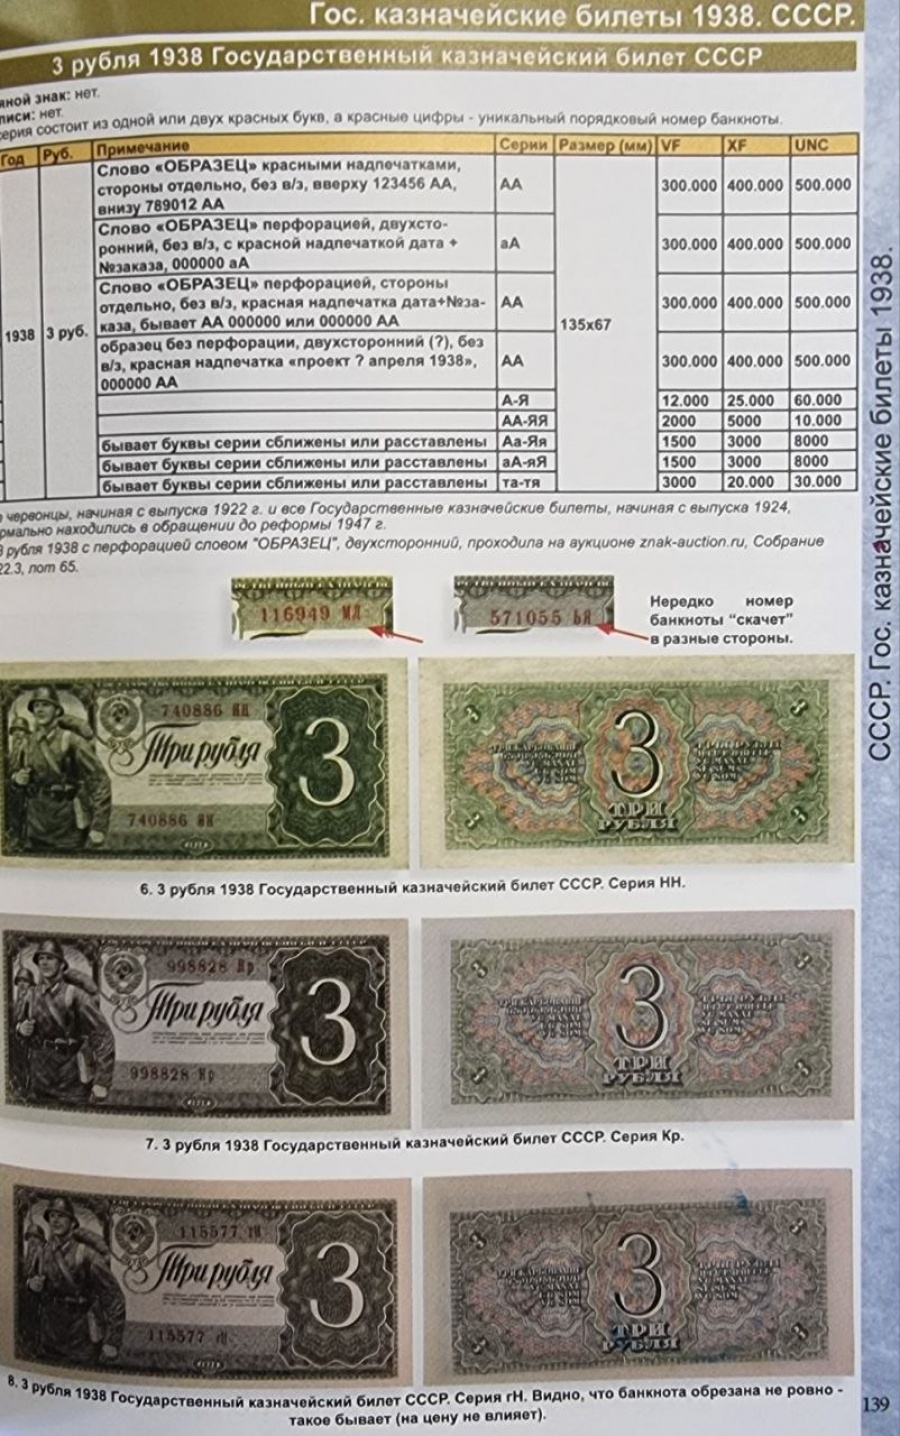 Гос. казначейские билеты 1938. СССР.
3 рубля 1938 Государственный казначейский билет СССР
знак: нет.
нет.
серия состоит из одной или двух красных букв, а красные цифры - уникальный порядковый номер банкноты.
Год Руб. Примечание Серии Размер (мм) VF XF UNC
1938 3 руб. 135x67
Слово «ОБРАЗЕЦ» красными надпечатками,
стороны отдельно, без в/з, вверху 123456 АА,
внизу 789012 АА
АА 300.000 400.000 500.000
Слово «ОБРАЗЕЦ» перфорацией, двухсто-
ронний, без в/з, с красной надпечаткой дата +
№заказа, 000000 аА
аА 300.000 400.000 500.000
Слово «ОБРАЗЕЦ» перфорацией, стороны
отдельно, без в/з, красная надпечатка дата+№за-
каза, бывает АА 000000 или 000000 АА
АА 300.000 400.000 500.000
образец без перфорации, двухсторонний (?), без
в/з, красная надпечатка «проект ? апреля 1938»,
000000 АА
АА 300.000 400.000 500.000
А-Я 12.000 25.000 60.000
АА-ЯЯ 2000 5000 10.000
бывает буквы серии сближены или расставлены Аа-Яя 1500 3000 8000
бывает буквы серии сближены или расставлены аА-яЯ 1500 3000 8000
бывает буквы серии сближены или расставлены та-тя 3000 20.000 30.000
червонцы, начиная с выпуска 1922 г. и все Государственные казначейские билеты, начиная с выпуска 1924,
находились в обращении до реформы 1947 г.
3 рубля 1938 с перфорацией словом "ОБРАЗЕЦ", двухсторонний, проходила на аукционе znak-auction.ru, Собрание
22.3, лот 65.
116949 МЛ
571055 ЬЯ
Нередко номер
банкноты “скачет”
в разные стороны.
740886 НН
Три рубля
3
740886 НН
3
ТРИ
РУБЛЯ
6. 3 рубля 1938 Государственный казначейский билет СССР. Серия НН.
998828 Кр
Три рубля
3
998828 Кр
3
ТРИ
РУБЛЯ
7. 3 рубля 1938 Государственный казначейский билет СССР. Серия Кр.
115577 гН
Три рубля
3
115577 гН
3
ТРИ
РУБЛЯ
8. 3 рубля 1938 Государственный казначейский билет СССР. Серия гН. Видно, что банкнота обрезана не ровно -
такое бывает (на цену не влияет).
СССР. Гос. казначейские билеты 1938.
139